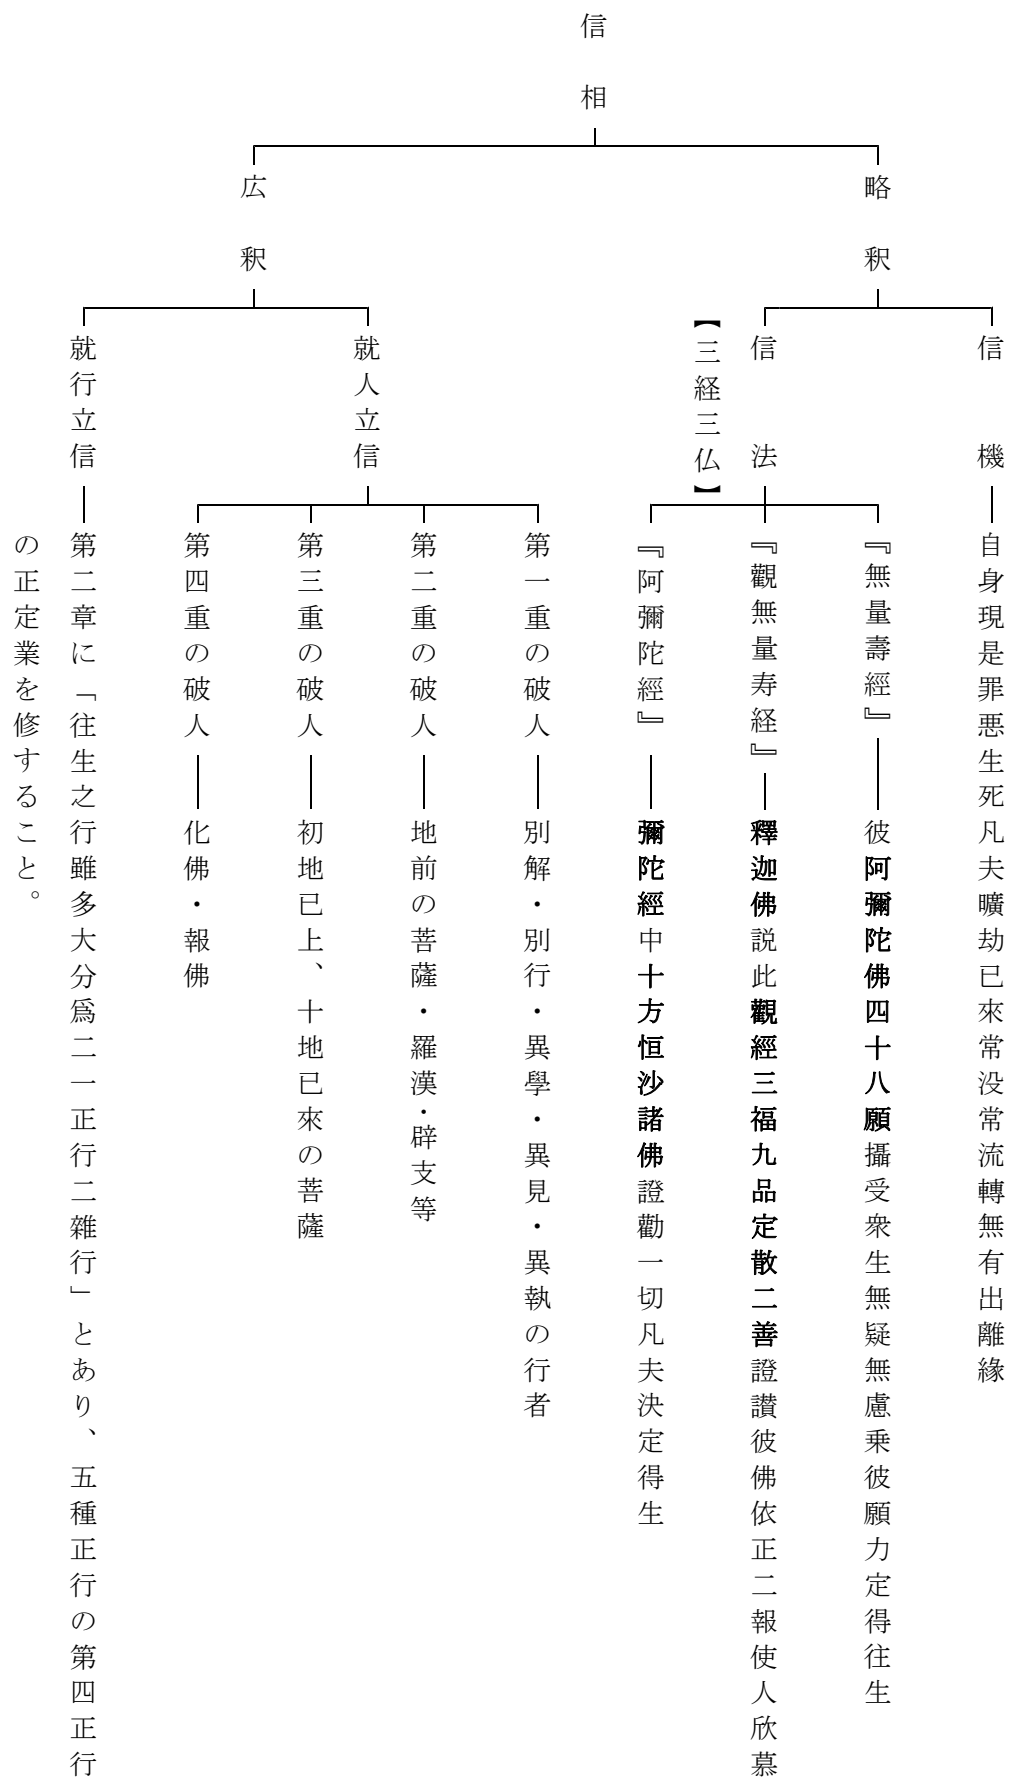 信相
略釈
信機
自身現是罪悪生死凡夫曠劫已來常没常流轉無有出離緣
信法
【三経三仏】
『無量壽經』
彼阿彌陀佛四十八願攝受衆生無疑無慮乗彼願力定得往生
『觀無量寿経』
釋迦佛説此觀經三福九品定散二善證讃彼佛依正二報使人欣慕
『阿彌陀經』
彌陀經中十方恒沙諸佛證勸一切凡夫決定得生
広釈
就人立信
第一重の破人
別解・別行・異學・異見・異執の行者
第二重の破人
地前の菩薩・羅漢・辟支等
第三重の破人
初地已上、十地已來の菩薩
第四重の破人
化佛・報佛
就行立信
第二章に「往生之行雖多大分爲二一正行二雜行」とあり、五種正行の第四正行
の正定業を修すること。